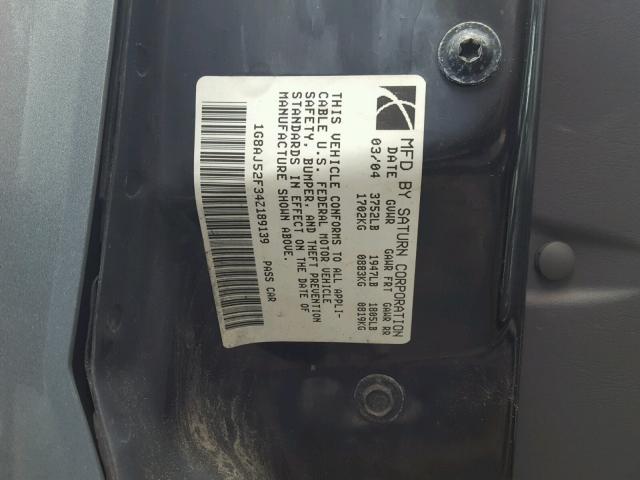 MFD BY SATURN CORPORATION
DATE GVWR GAWR FRT GAWR RR
03/04 3752LB 1947LB 1805LB
1702KG 0883KG 0819KG
THIS VEHICLE CONFORMS TO ALL APPLI-
CABLE U.S. FEDERAL MOTOR VEHICLE
SAFETY, BUMPER, AND THEFT PREVENTION
STANDARDS IN EFFECT ON THE DATE OF
MANUFACTURE SHOWN ABOVE.
1G8AJ52F34Z189139 PASS CAR